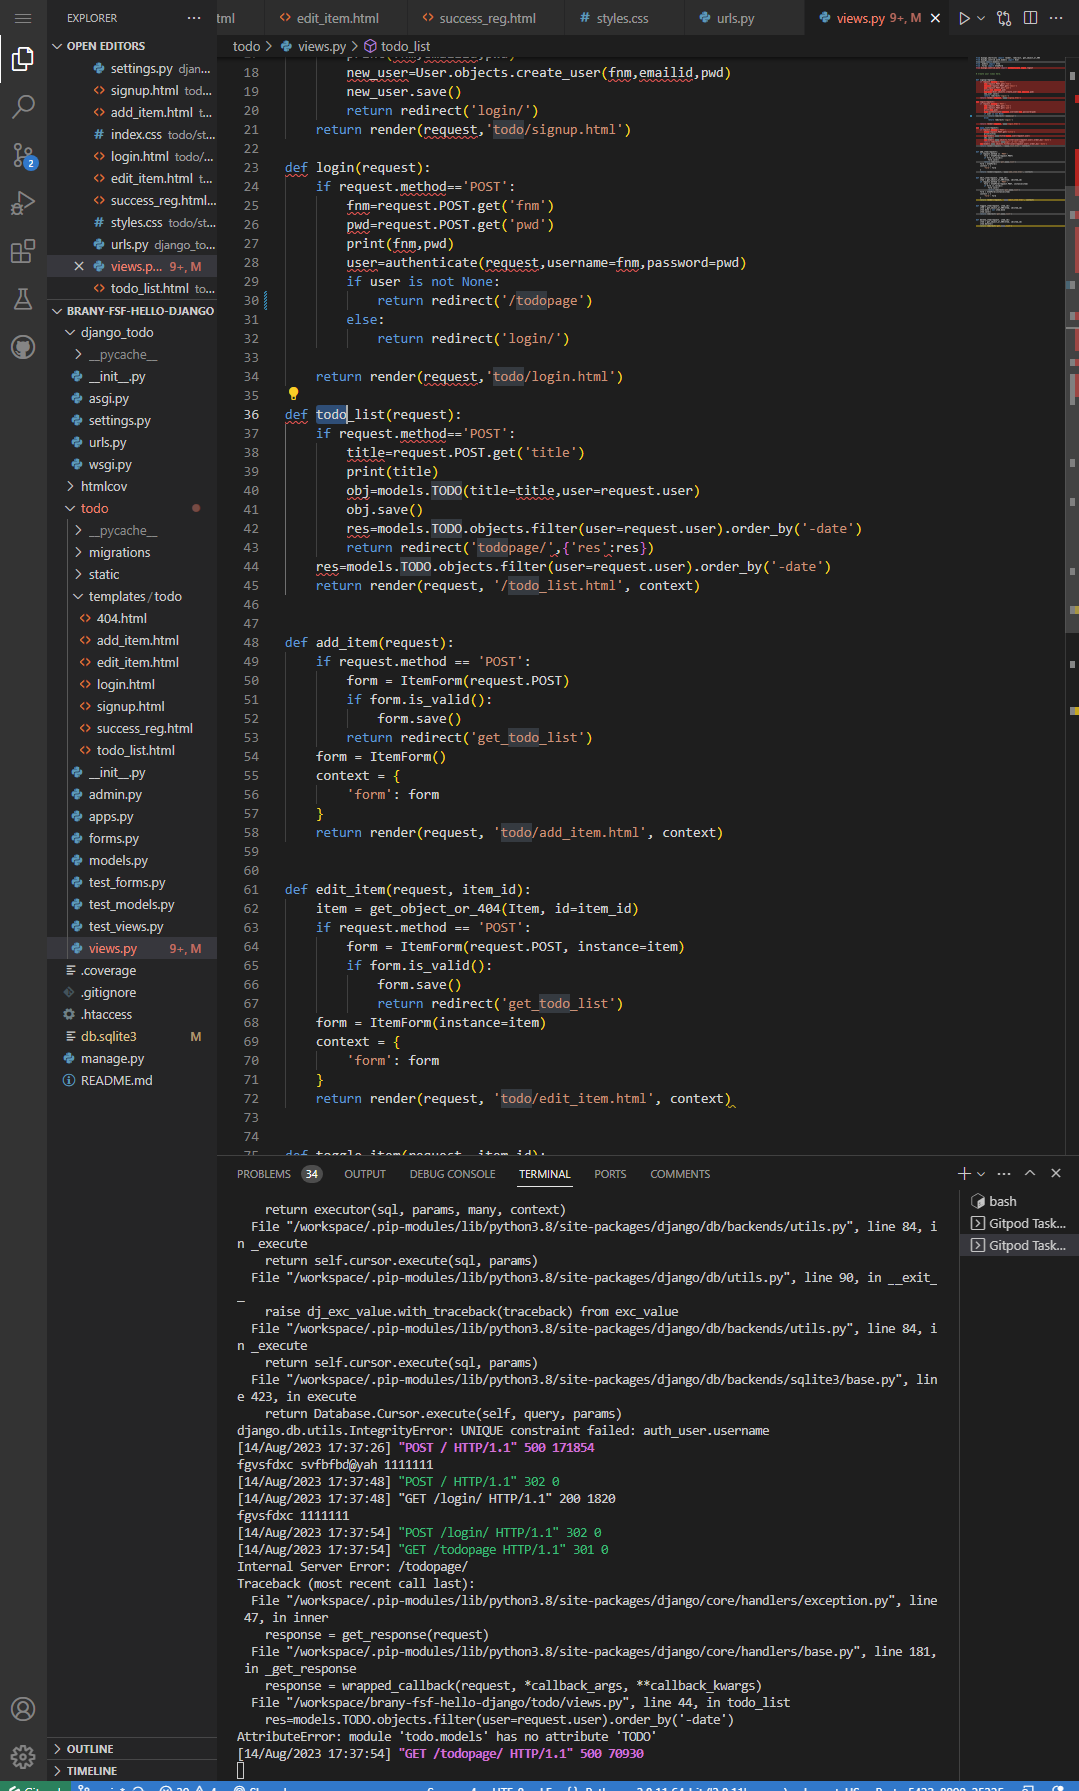 EXPLORER
OPEN EDITORS
settings.py djan...
signup.html tod...
add_item.html t...
index.css todo/st...
login.html todo/...
edit_item.html t...
success_reg.html...
styles.css todo/st...
urls.py django_to...
views.p... 9+, M
todo_list.html to...
BRANY-FSF-HELLO-DJANGO
django_todo
__pycache__
__init__.py
asgi.py
settings.py
urls.py
wsgi.py
htmlcov
todo
__pycache__
migrations
static
templates/todo
404.html
add_item.html
edit_item.html
login.html
signup.html
success_reg.html
todo_list.html
__init__.py
admin.py
apps.py
forms.py
models.py
test_forms.py
test_models.py
test_views.py
views.py 9+, M
.coverage
.gitignore
.htaccess
db.sqlite3 M
manage.py
README.md
OUTLINE
TIMELINE
2
tml edit_item.html success_reg.html styles.css urls.py views.py 9+, M
todo > views.py > todo_list
18 new_user=User.objects.create_user(fnm,emailid,pwd)
19 new_user.save()
20 return redirect('login/')
21 return render(request,'todo/signup.html')
22
23 def login(request):
24 if request.method=='POST':
25 fnm=request.POST.get('fnm')
26 pwd=request.POST.get('pwd')
27 print(fnm,pwd)
28 user=authenticate(request,username=fnm,password=pwd)
29 if user is not None:
30 return redirect('/todopage')
31 else:
32 return redirect('login/')
33
34 return render(request,'todo/login.html')
35
36 def todo_list(request):
37 if request.method=='POST':
38 title=request.POST.get('title')
39 print(title)
40 obj=models.TODO(title=title,user=request.user)
41 obj.save()
42 res=models.TODO.objects.filter(user=request.user).order_by('-date')
43 return redirect('todopage/',{'res':res})
44 res=models.TODO.objects.filter(user=request.user).order_by('-date')
45 return render(request, '/todo_list.html', context)
46
47
48 def add_item(request):
49 if request.method == 'POST':
50 form = ItemForm(request.POST)
51 if form.is_valid():
52 form.save()
53 return redirect('get_todo_list')
54 form = ItemForm()
55 context = {
56 'form': form
57 }
58 return render(request, 'todo/add_item.html', context)
59
60
61 def edit_item(request, item_id):
62 item = get_object_or_404(Item, id=item_id)
63 if request.method == 'POST':
64 form = ItemForm(request.POST, instance=item)
65 if form.is_valid():
66 form.save()
67 return redirect('get_todo_list')
68 form = ItemForm(instance=item)
69 context = {
70 'form': form
71 }
72 return render(request, 'todo/edit_item.html', context)
73
74
PROBLEMS 34 OUTPUT DEBUG CONSOLE TERMINAL PORTS COMMENTS
bash
Gitpod Task...
Gitpod Task...
return executor(sql, params, many, context)
File "/workspace/.pip-modules/lib/python3.8/site-packages/django/db/backends/utils.py", line 84, i
n _execute
return self.cursor.execute(sql, params)
File "/workspace/.pip-modules/lib/python3.8/site-packages/django/db/utils.py", line 90, in __exit_
_
raise dj_exc_value.with_traceback(traceback) from exc_value
File "/workspace/.pip-modules/lib/python3.8/site-packages/django/db/backends/utils.py", line 84, i
n _execute
return self.cursor.execute(sql, params)
File "/workspace/.pip-modules/lib/python3.8/site-packages/django/db/backends/sqlite3/base.py", lin
e 423, in execute
return Database.Cursor.execute(self, query, params)
django.db.utils.IntegrityError: UNIQUE constraint failed: auth_user.username
[14/Aug/2023 17:37:26] "POST / HTTP/1.1" 500 171854
fgvsfdxc svfbfbd@yah 1111111
[14/Aug/2023 17:37:48] "POST / HTTP/1.1" 302 0
[14/Aug/2023 17:37:48] "GET /login/ HTTP/1.1" 200 1820
fgvsfdxc 1111111
[14/Aug/2023 17:37:54] "POST /login/ HTTP/1.1" 302 0
[14/Aug/2023 17:37:54] "GET /todopage HTTP/1.1" 301 0
Internal Server Error: /todopage/
Traceback (most recent call last):
File "/workspace/.pip-modules/lib/python3.8/site-packages/django/core/handlers/exception.py", line
47, in inner
response = get_response(request)
File "/workspace/.pip-modules/lib/python3.8/site-packages/django/core/handlers/base.py", line 181,
in _get_response
response = wrapped_callback(request, *callback_args, **callback_kwargs)
File "/workspace/brany-fsf-hello-django/todo/views.py", line 44, in todo_list
res=models.TODO.objects.filter(user=request.user).order_by('-date')
AttributeError: module 'todo.models' has no attribute 'TODO'
[14/Aug/2023 17:37:54] "GET /todopage/ HTTP/1.1" 500 70930